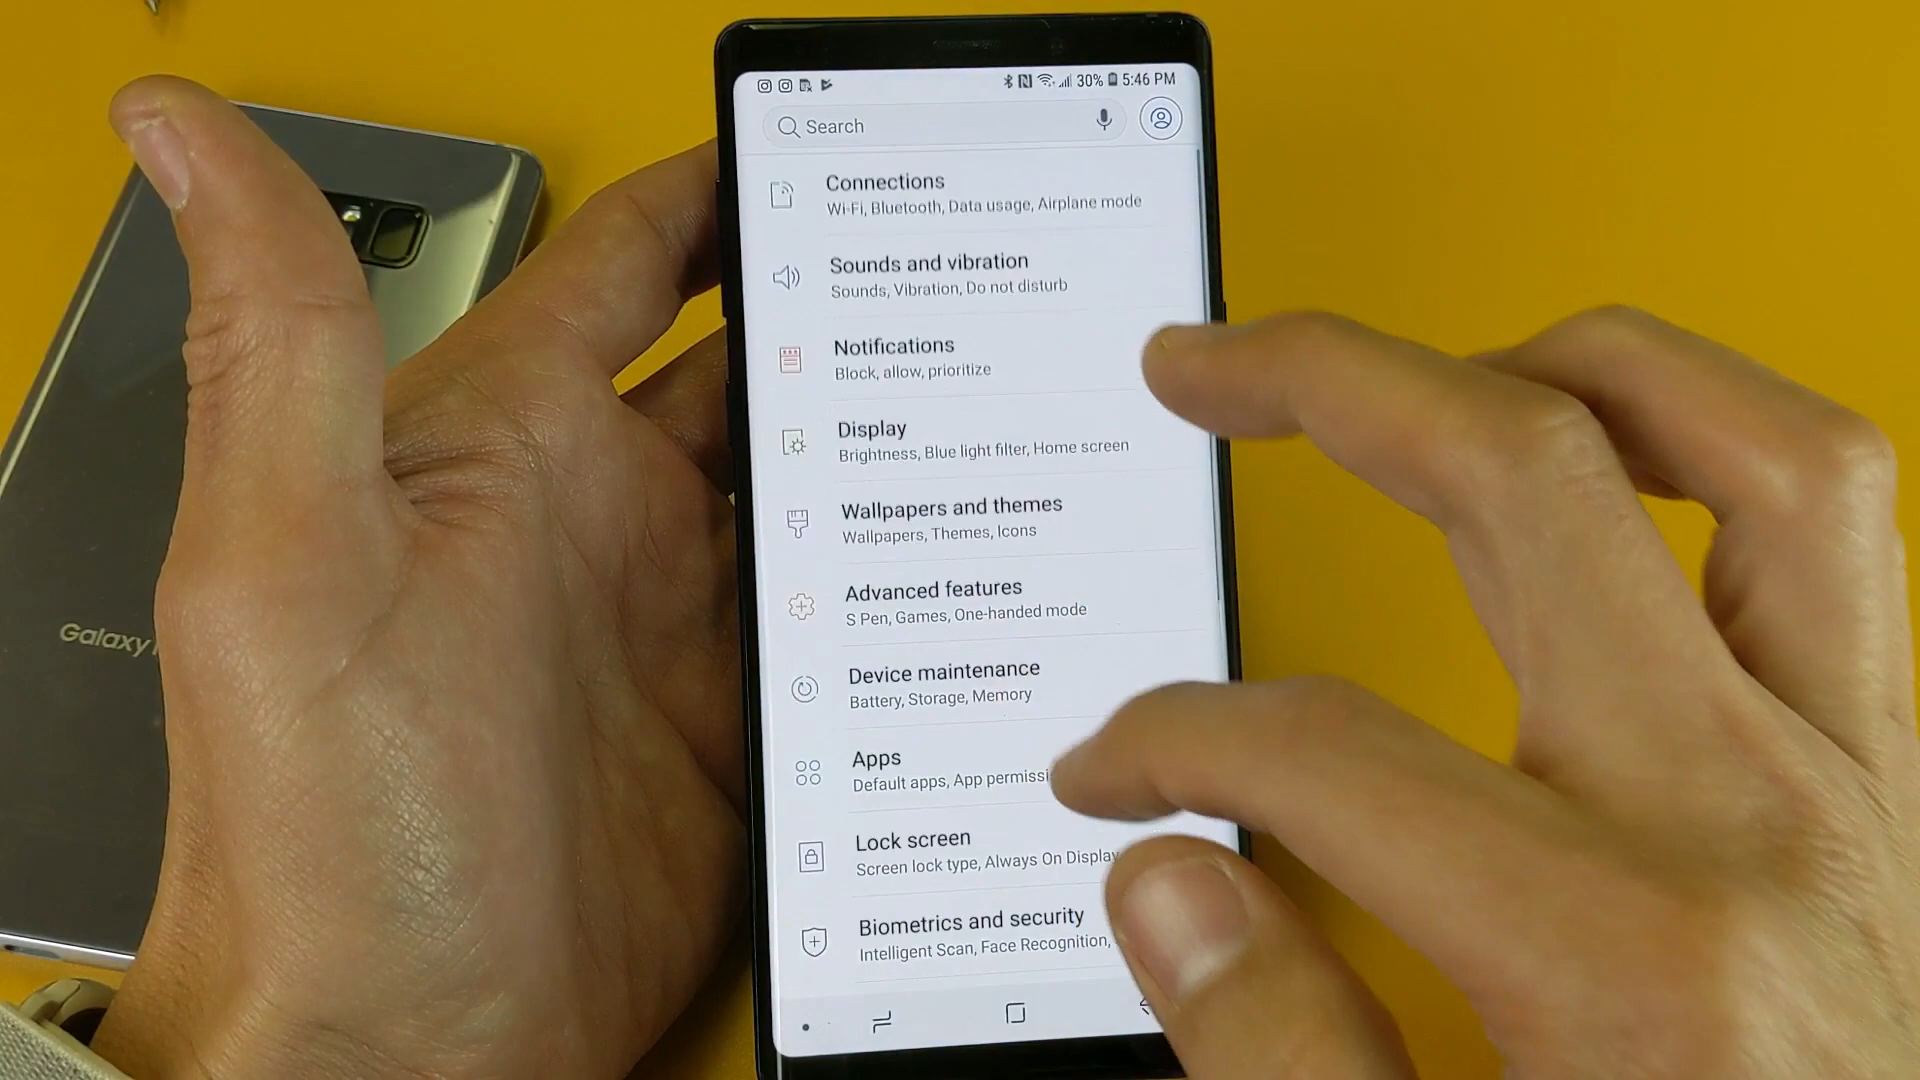 30% 5:46 PM
Search
Connections
Wi-Fi, Bluetooth, Data usage, Airplane mode
Sounds and vibration
Sounds, Vibration, Do not disturb
Notifications
Block, allow, prioritize
Display
Brightness, Blue light filter, Home screen
Wallpapers and themes
Wallpapers, Themes, Icons
Advanced features
S Pen, Games, One-handed mode
Device maintenance
Battery, Storage, Memory
Apps
Default apps, App permissi
Lock screen
Screen lock type, Always On Display
Biometrics and security
Intelligent Scan, Face Recognition,
Galaxy